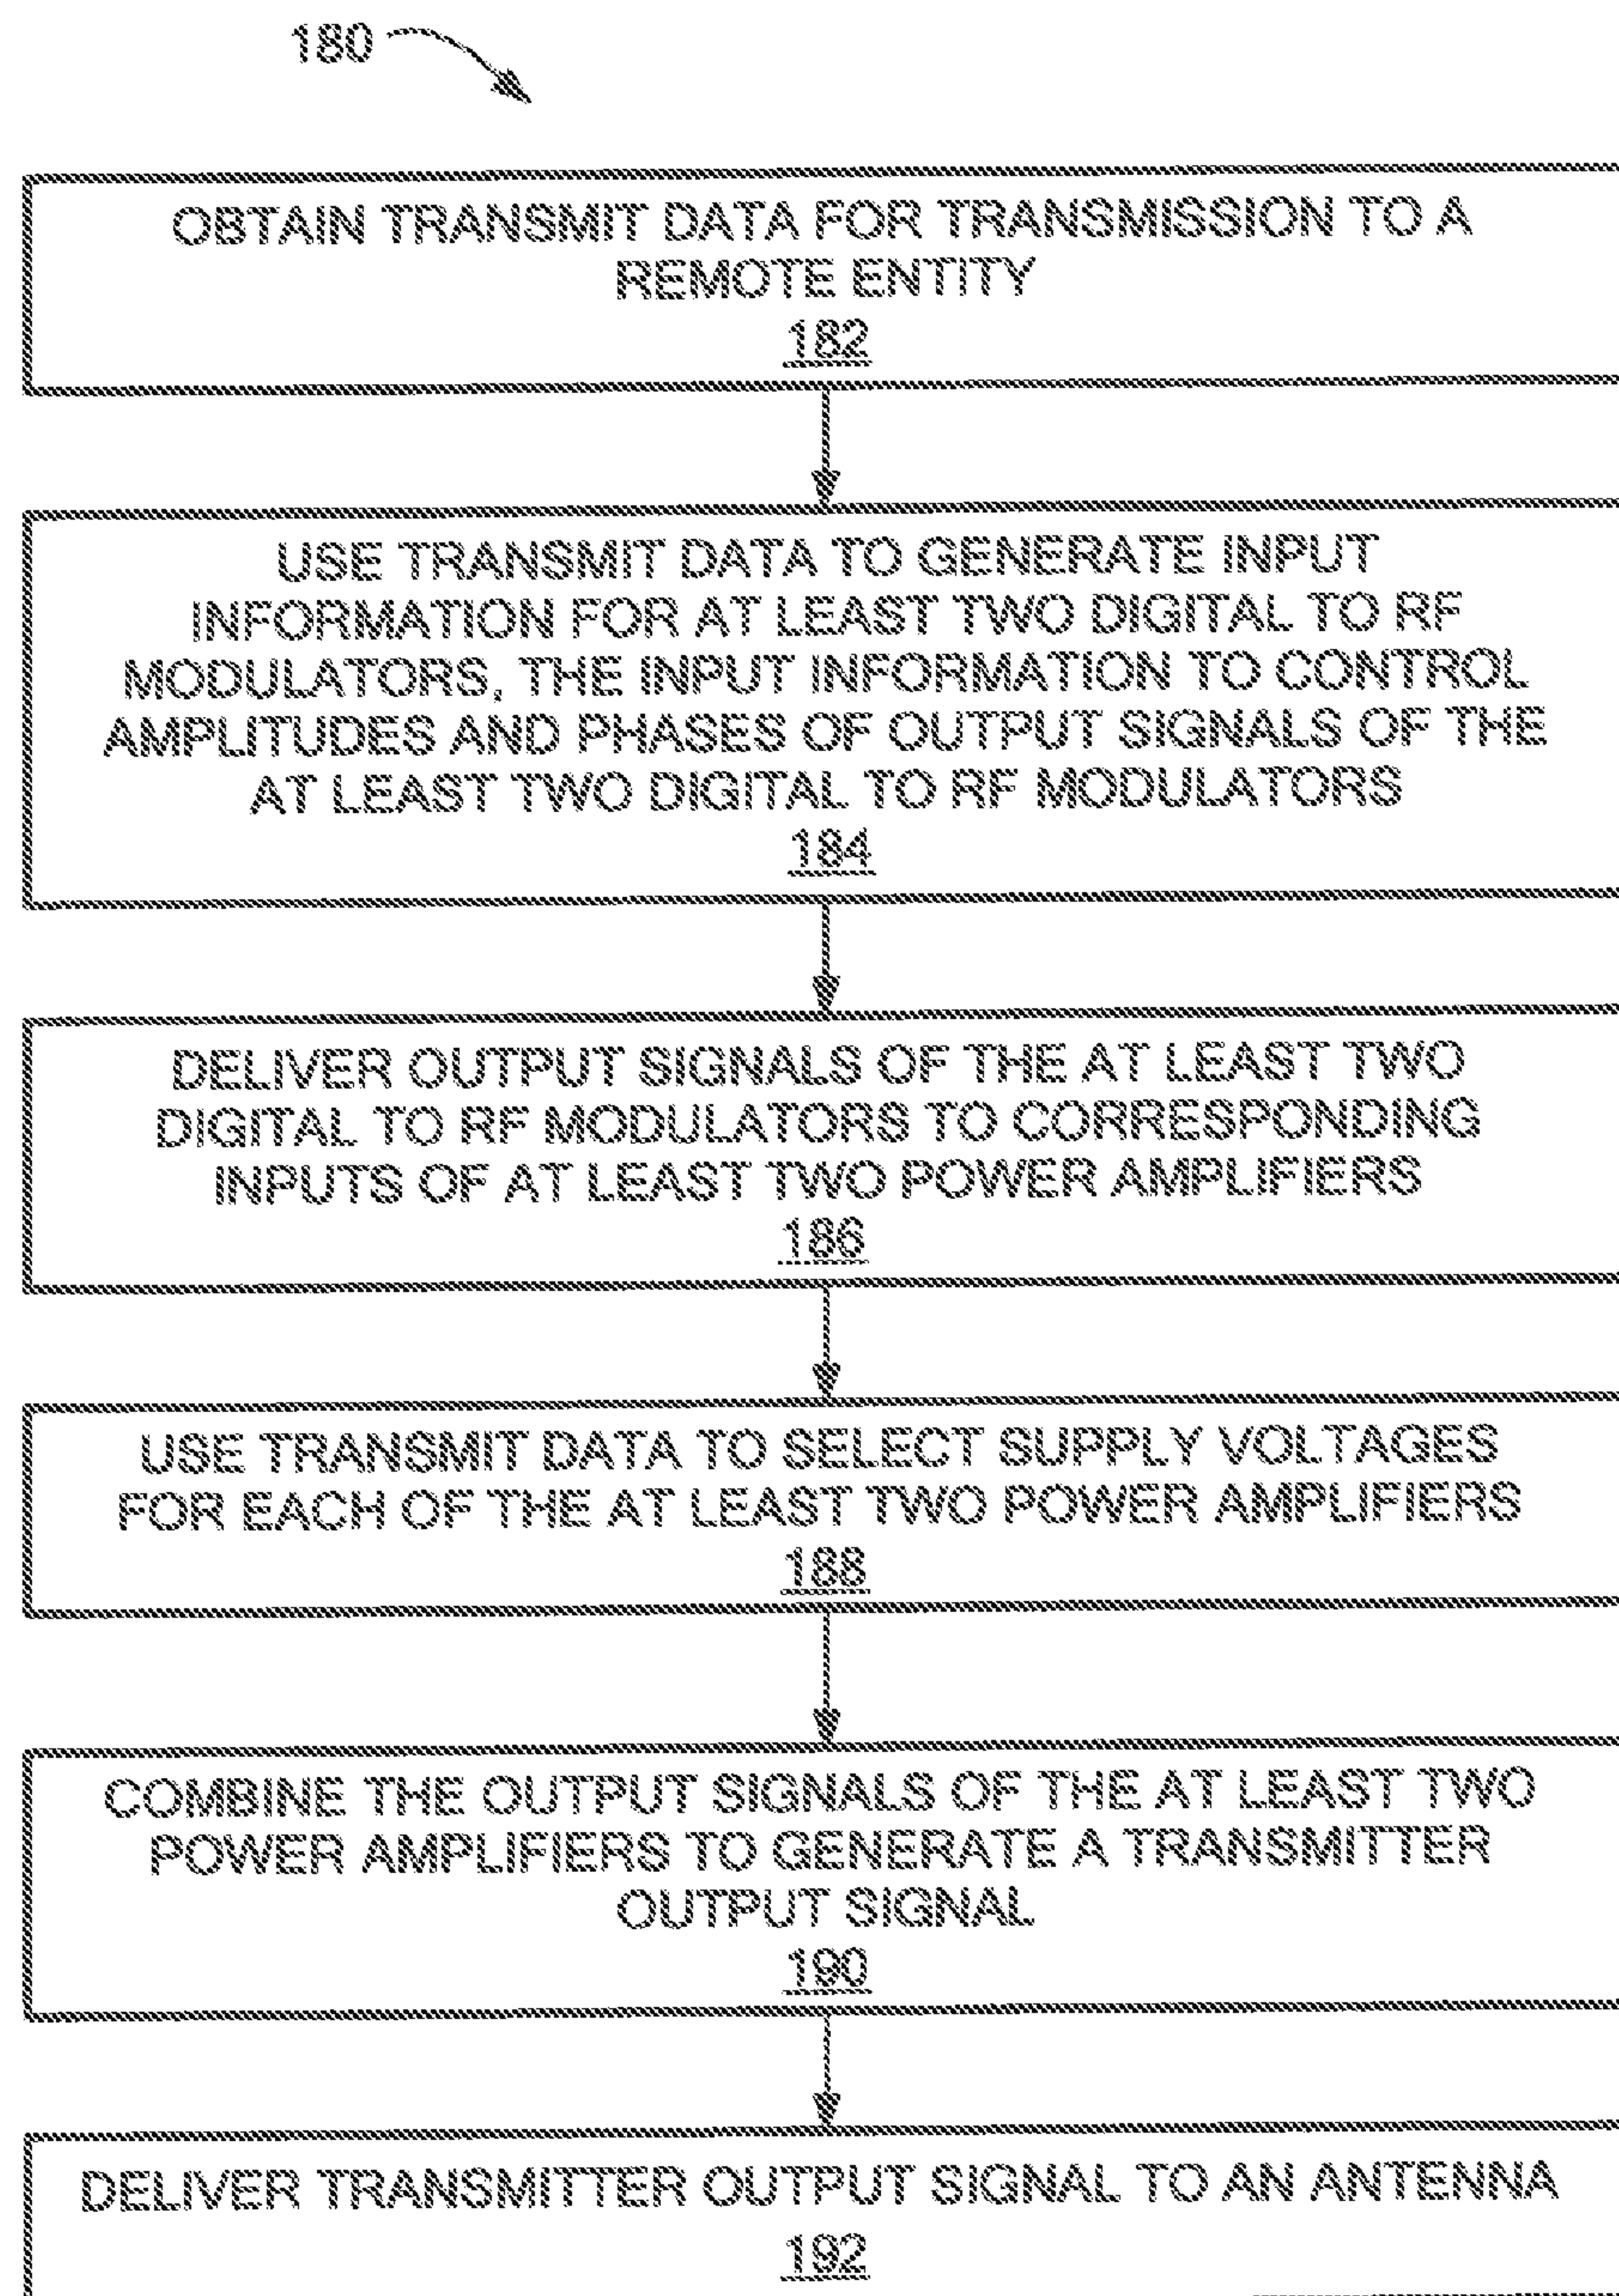 180
OBTAIN TRANSMIT DATA FOR TRANSMISSION TO A
REMOTE ENTITY
182
USE TRANSMIT DATA TO GENERATE INPUT
INFORMATION FOR AT LEAST TWO DIGITAL TO RF
MODULATORS, THE INPUT INFORMATION TO CONTROL
AMPLITUDES AND PHASES OF OUTPUT SIGNALS OF THE
AT LEAST TWO DIGITAL TO RF MODULATORS
184
DELIVER OUTPUT SIGNALS OF THE AT LEAST TWO
DIGITAL TO RF MODULATORS TO CORRESPONDING
INPUTS OF AT LEAST TWO POWER AMPLIFIERS
186
USE TRANSMIT DATA TO SELECT SUPPLY VOLTAGES
FOR EACH OF THE AT LEAST TWO POWER AMPLIFIERS
188
COMBINE THE OUTPUT SIGNALS OF THE AT LEAST TWO
POWER AMPLIFIERS TO GENERATE A TRANSMITTER
OUTPUT SIGNAL
190
DELIVER TRANSMITTER OUTPUT SIGNAL TO AN ANTENNA
192